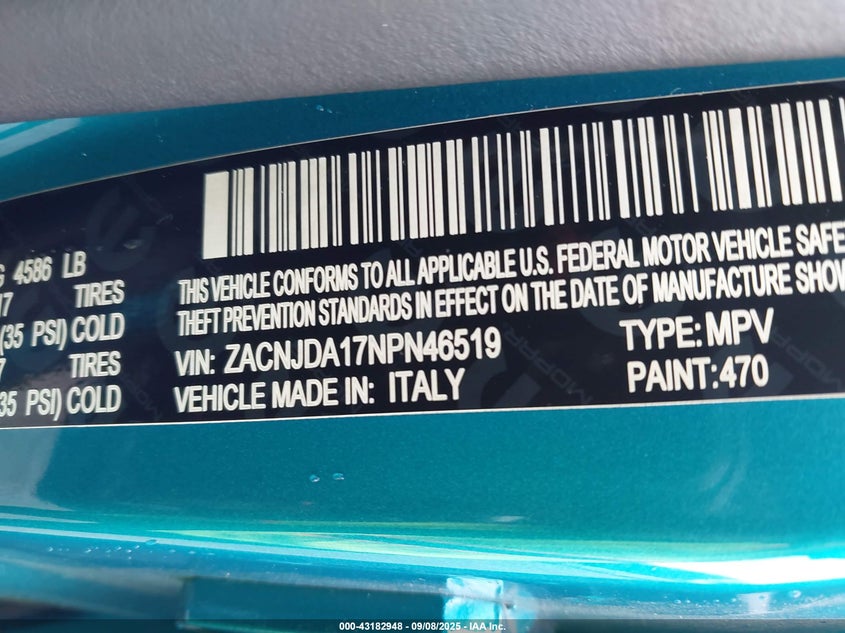 G 4586 LB
17 TIRES
(35 PSI) COLD
7 TIRES
35 PSI) COLD
THIS VEHICLE CONFORMS TO ALL APPLICABLE U.S. FEDERAL MOTOR VEHICLE SAFE
THEFT PREVENTION STANDARDS IN EFFECT ON THE DATE OF MANUFACTURE SHOW
VIN: ZACNJDA17NPN46519 TYPE: MPV
VEHICLE MADE IN: ITALY PAINT: 470
MOPAR
000-43182948 - 09/08/2025 - IAA Inc.